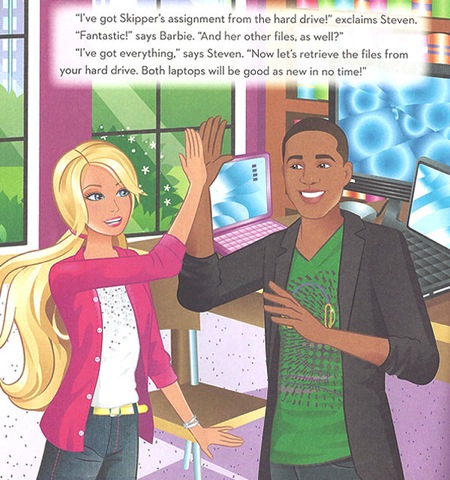 “I’ve got Skipper’s assignment from the hard drive!” exclaims Steven.
“Fantastic!” says Barbie. “And her other files, as well?”
“I’ve got everything,” says Steven. “Now let’s retrieve the files from
your hard drive. Both laptops will be good as new in no time!”